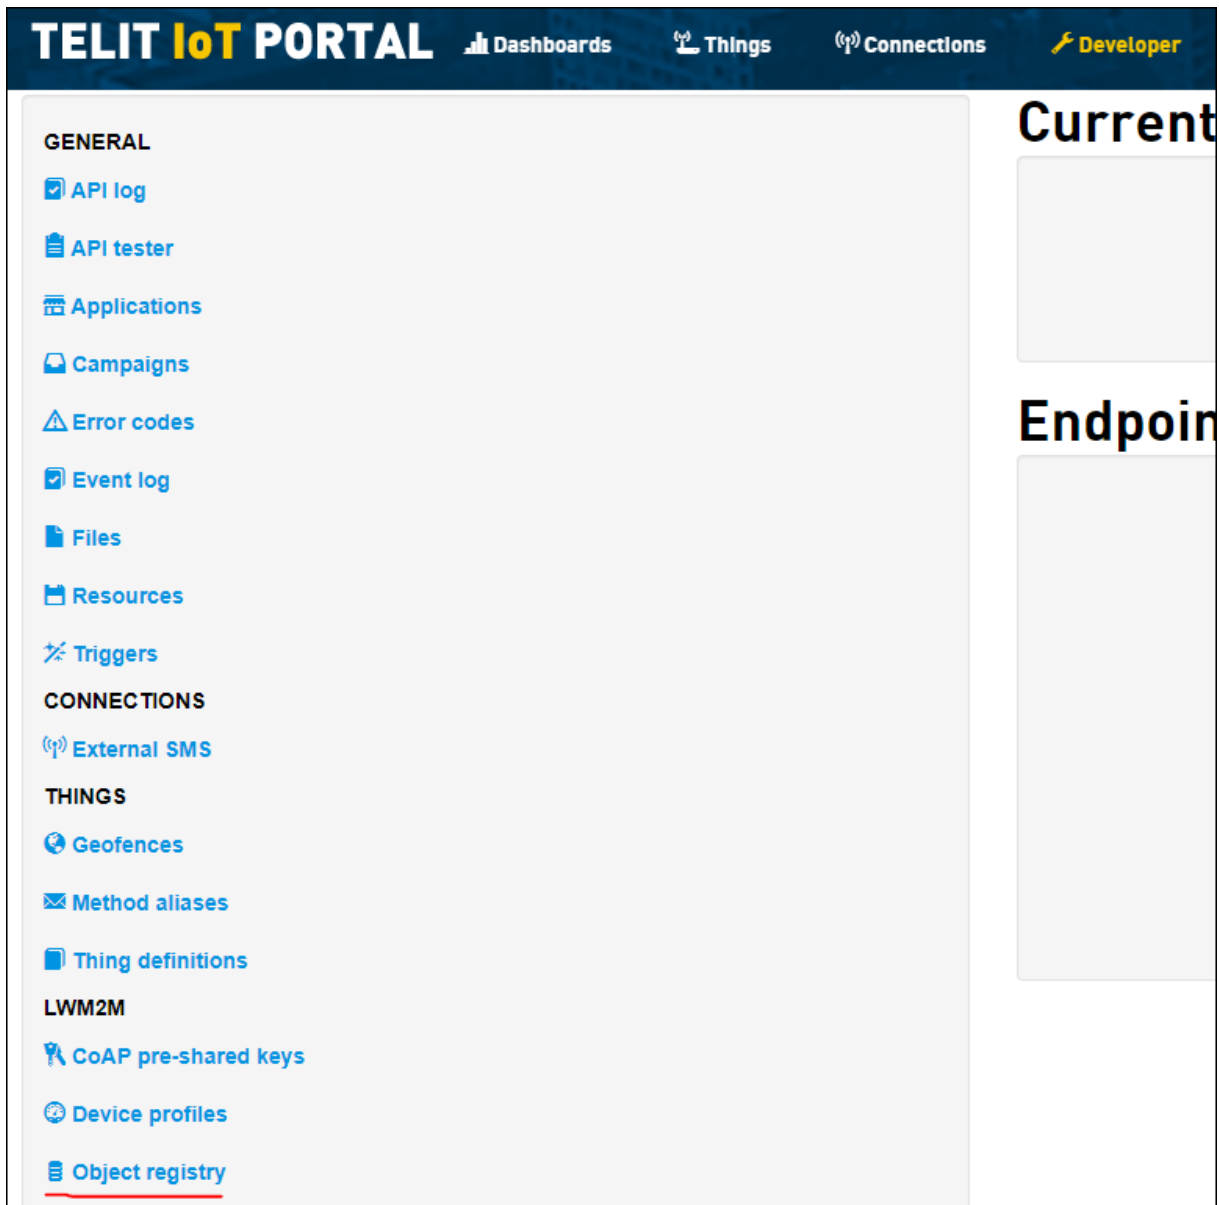 TELIT IoT PORTAL Dashboards Things Connections Developer
GENERAL
API log
API tester
Applications
Campaigns
Error codes
Event log
Files
Resources
Triggers
CONNECTIONS
External SMS
THINGS
Geofences
Method aliases
Thing definitions
LWM2M
CoAP pre-shared keys
Device profiles
Object registry
Current
Endpoin